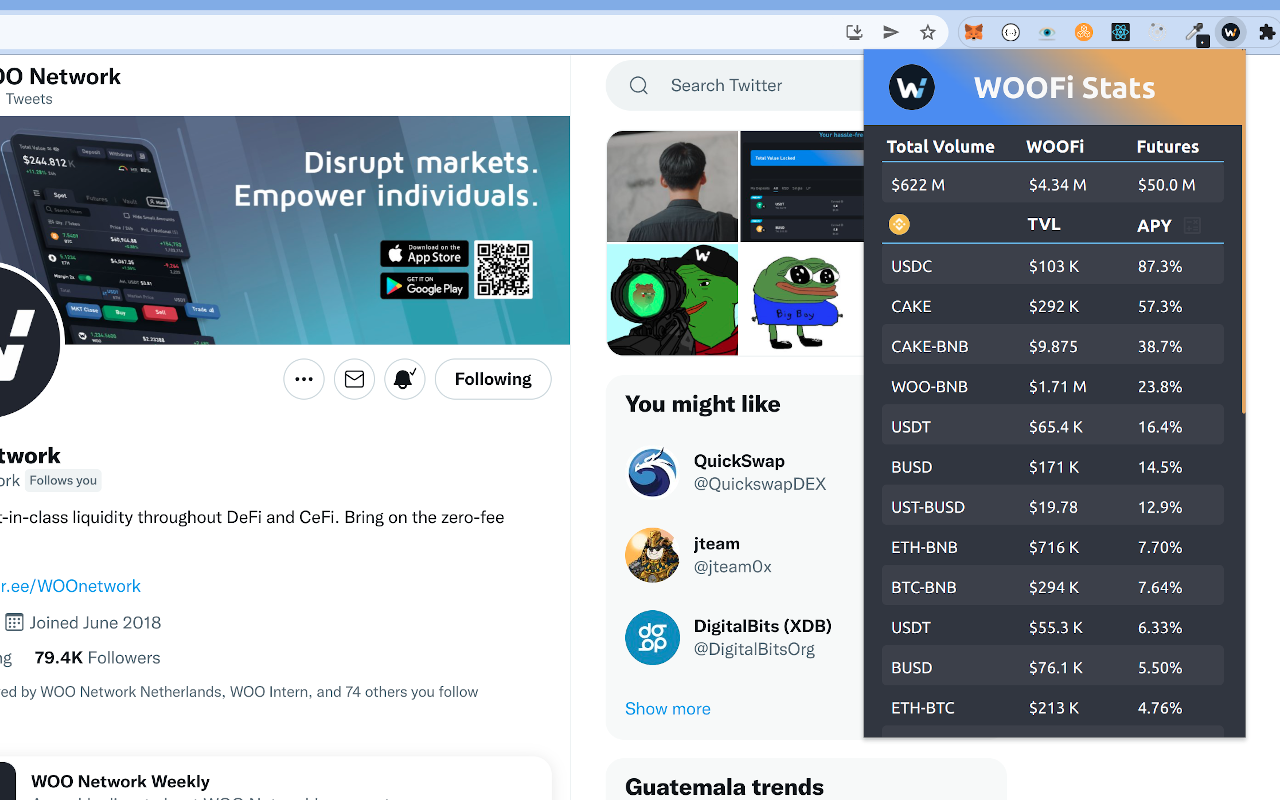 OO Network
Tweets
Disrupt markets.
Empower individuals.
Download on the
App Store
GET IT ON
Google Play
Total Value
$244.812 K
Deposit
Withdraw
Spot
Futures
Vault
Hide Small Amounts
MKT Close
Buy
Sell
Trade
Following
twork
ork Follows you
t-in-class liquidity throughout DeFi and CeFi. Bring on the zero-fee
r.ee/WOOnetwork
Joined June 2018
ng 79.4K Followers
ed by WOO Network Netherlands, WOO Intern, and 74 others you follow
WOO Network Weekly
Search Twitter
Your hassle-fre
Total Value Locked
Big Boy
You might like
QuickSwap
@QuickswapDEX
jteam
@jteam0x
DigitalBits (XDB)
@DigitalBitsOrg
Show more
Guatemala trends
WOOFi Stats
Total Volume WOOFi Futures
$622 M $4.34 M $50.0 M
TVL APY
USDC $103 K 87.3%
CAKE $292 K 57.3%
CAKE-BNB $9.875 38.7%
WOO-BNB $1.71 M 23.8%
USDT $65.4 K 16.4%
BUSD $171 K 14.5%
UST-BUSD $19.78 12.9%
ETH-BNB $716 K 7.70%
BTC-BNB $294 K 7.64%
USDT $55.3 K 6.33%
BUSD $76.1 K 5.50%
ETH-BTC $213 K 4.76%